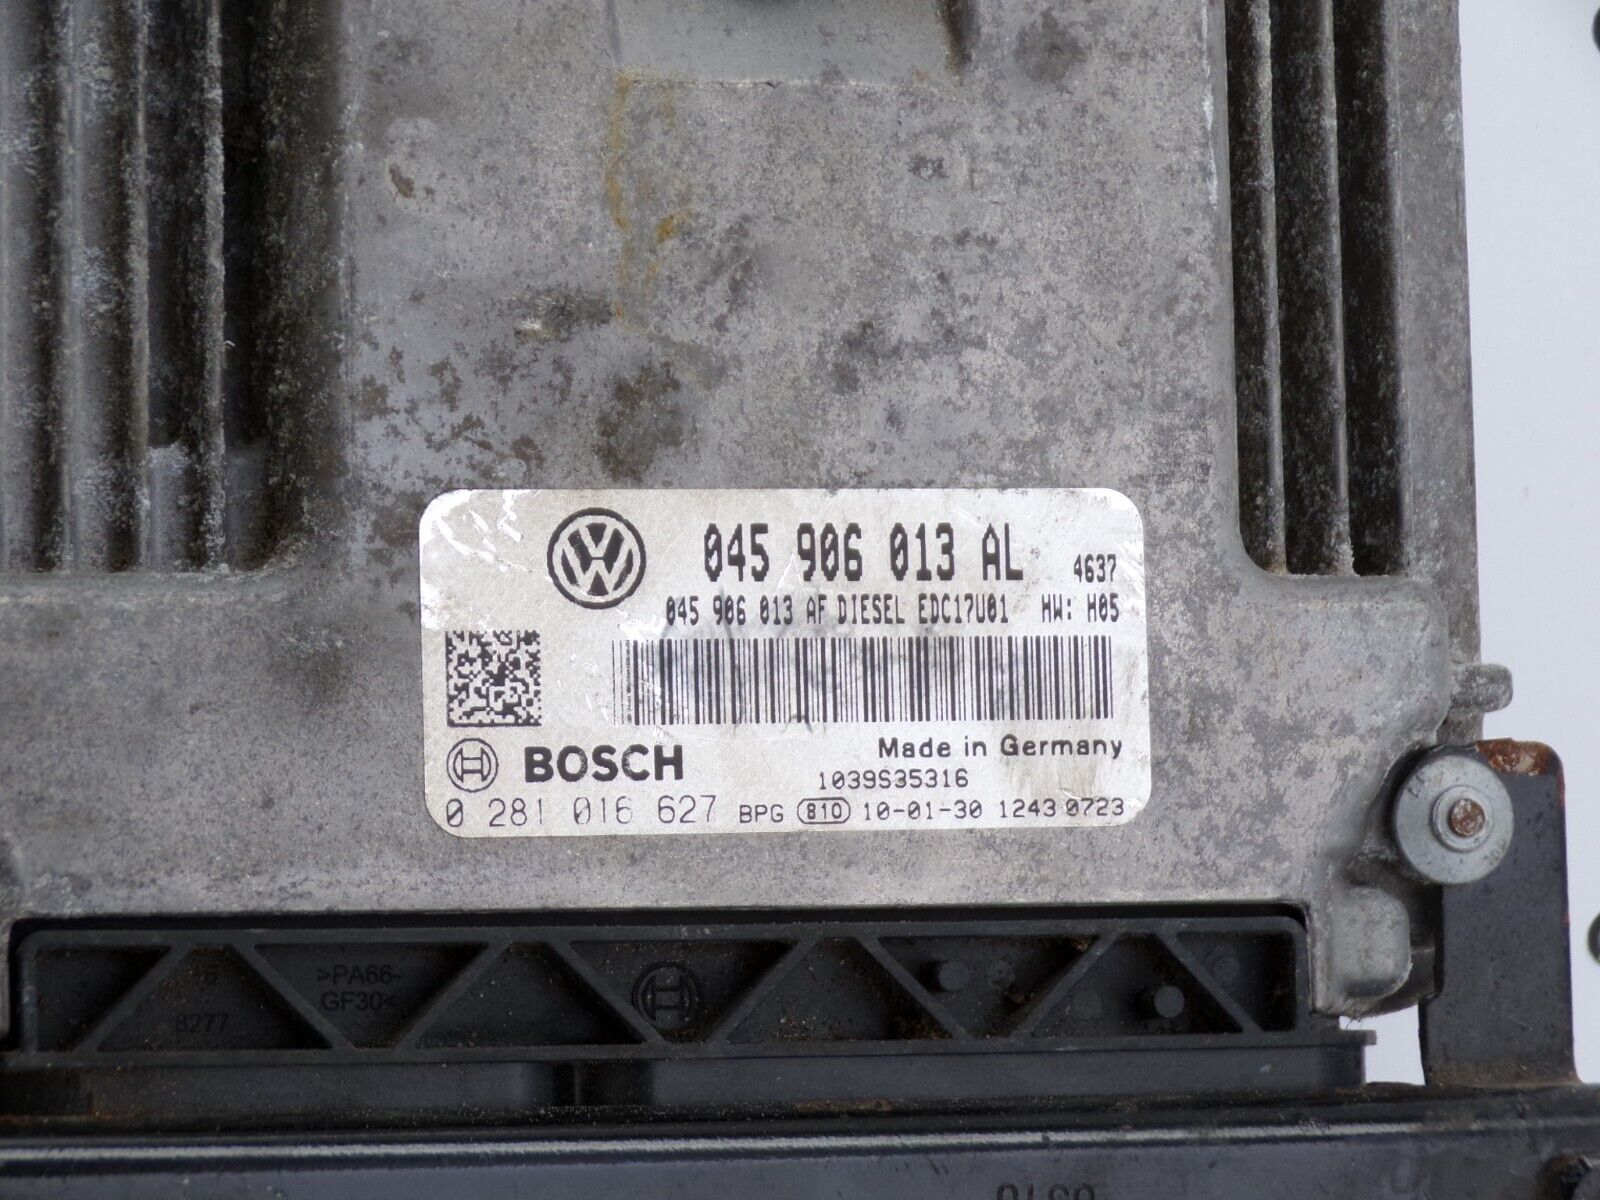 045 906 013 AL 4637
045 906 013 AF DIESEL EDC17U01 HW: H05
BOSCH Made in Germany
1039S35316
0 281 016 627 BPG 810 10-01-30 1243 0723
>PA66-
GF30<
8277